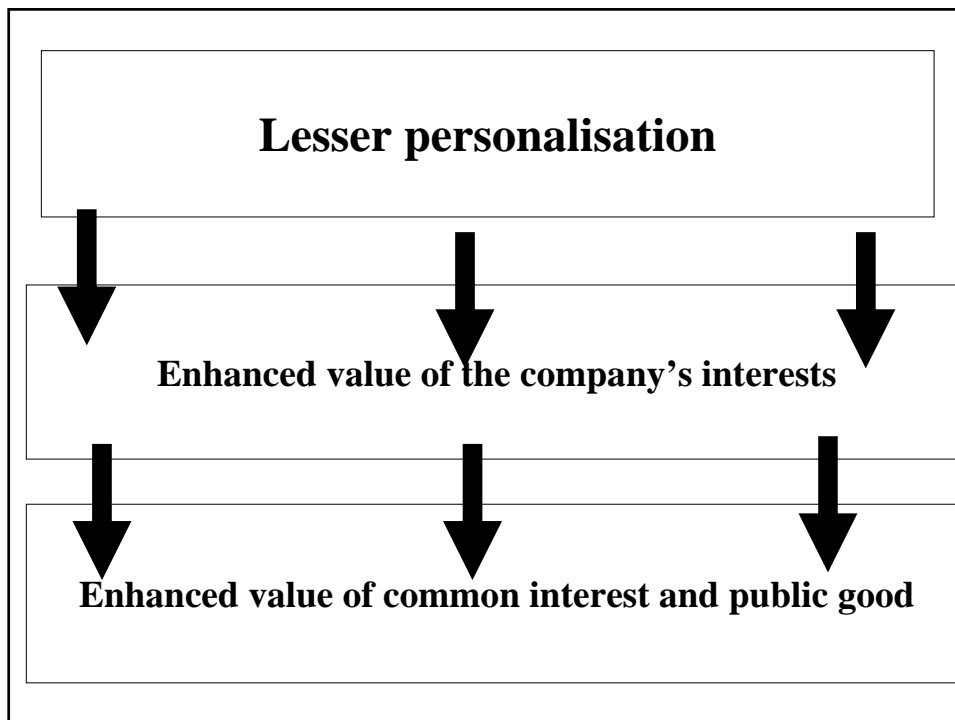 Lesser personalisation
Enhanced value of the company’s interests
Enhanced value of common interest and public good